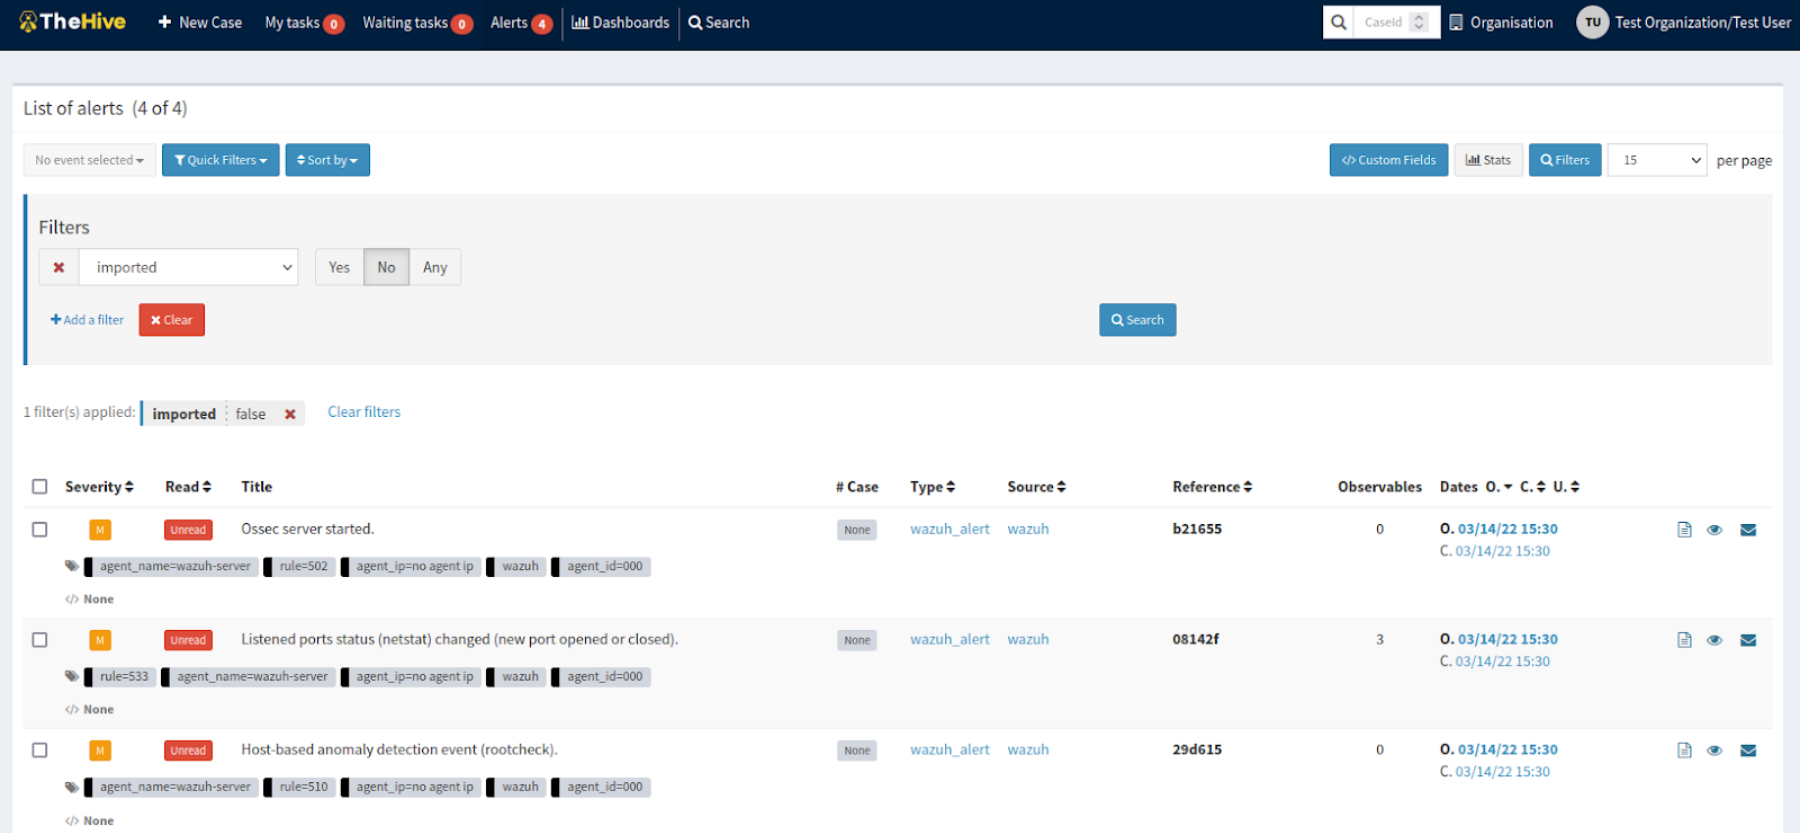 TheHive + New Case My tasks 0 Waiting tasks 0 Alerts 4 Dashboards Search CaseId Organisation TU Test Organization/Test User
List of alerts (4 of 4)
No event selected Quick Filters Sort by </> Custom Fields Stats Filters 15 per page
Filters
imported Yes No Any
+ Add a filter Clear Search
1 filter(s) applied: imported false Clear filters
Severity Read Title # Case Type Source Reference Observables Dates O. C. U.
M Unread Ossec server started. None wazuh_alert wazuh b21655 0 O. 03/14/22 15:30
C. 03/14/22 15:30
agent_name=wazuh-server rule=502 agent_ip=no agent ip wazuh agent_id=000
</> None
M Unread Listened ports status (netstat) changed (new port opened or closed). None wazuh_alert wazuh 08142f 3 O. 03/14/22 15:30
C. 03/14/22 15:30
rule=533 agent_name=wazuh-server agent_ip=no agent ip wazuh agent_id=000
</> None
M Unread Host-based anomaly detection event (rootcheck). None wazuh_alert wazuh 29d615 0 O. 03/14/22 15:30
C. 03/14/22 15:30
agent_name=wazuh-server rule=510 agent_ip=no agent ip wazuh agent_id=000
</> None